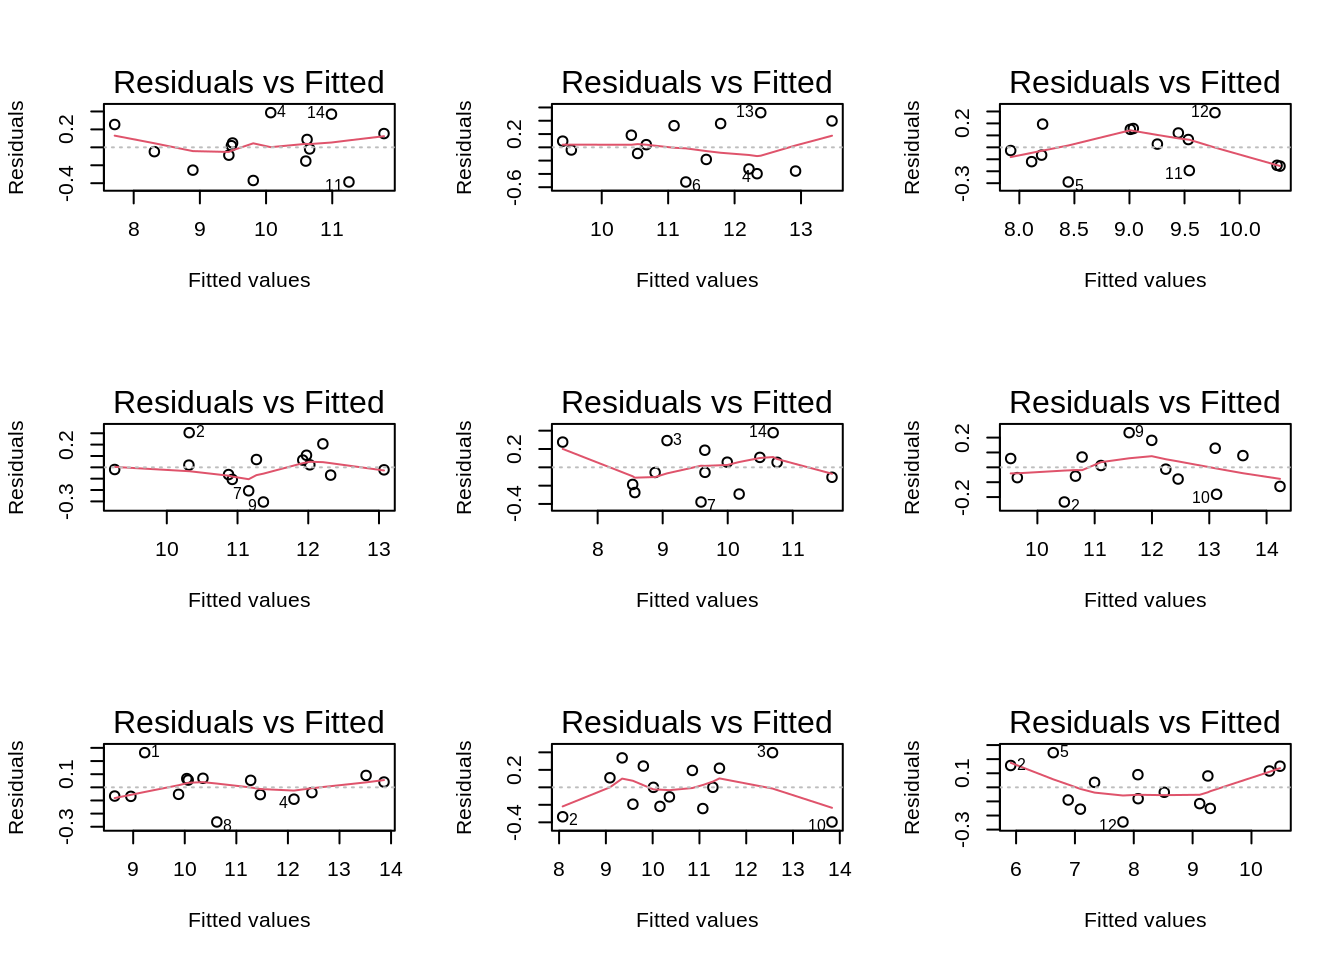 Residuals vs Fitted
Residuals
0.2
-0.4
4
14
11
8 9 10 11
Fitted values
Residuals vs Fitted
Residuals
0.2
-0.6
13
6
4
10 11 12 13
Fitted values
Residuals vs Fitted
Residuals
0.2
-0.3
12
11
5
8.0 8.5 9.0 9.5 10.0
Fitted values
Residuals vs Fitted
Residuals
0.2
-0.3
2
7
9
10 11 12 13
Fitted values
Residuals vs Fitted
Residuals
0.2
-0.4
3
14
7
8 9 10 11
Fitted values
Residuals vs Fitted
Residuals
0.2
-0.2
9
2
10
10 11 12 13 14
Fitted values
Residuals vs Fitted
Residuals
0.1
-0.3
1
4
8
9 10 11 12 13 14
Fitted values
Residuals vs Fitted
Residuals
0.2
-0.4
3
2
10
8 9 10 11 12 13 14
Fitted values
Residuals vs Fitted
Residuals
0.1
-0.3
5
2
12
6 7 8 9 10
Fitted values